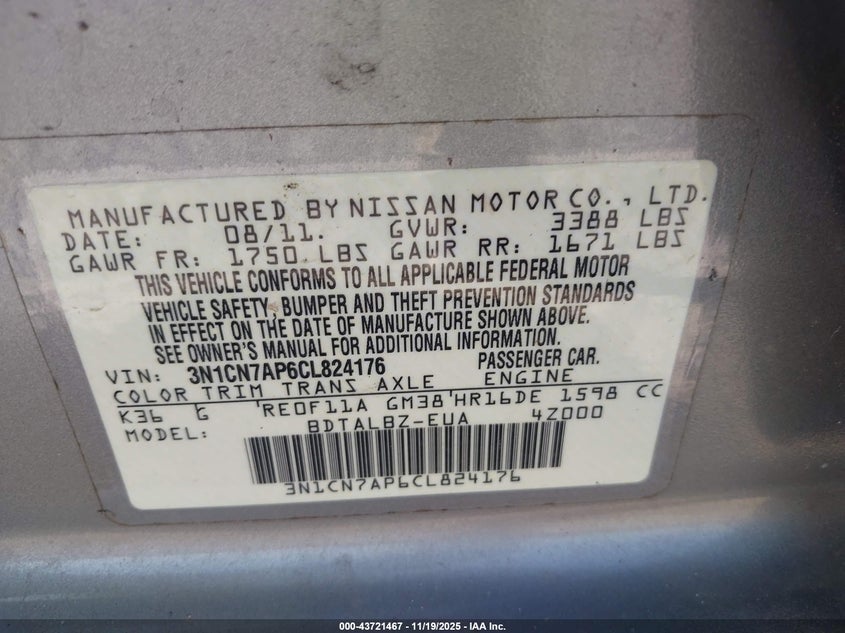 MANUFACTURED BY NISSAN MOTOR CO., LTD.
DATE: 08/11. GVWR: 3388 LBS
GAWR FR: 1750 LBS GAWR RR: 1671 LBS
THIS VEHICLE CONFORMS TO ALL APPLICABLE FEDERAL MOTOR
VEHICLE SAFETY, BUMPER AND THEFT PREVENTION STANDARDS
IN EFFECT ON THE DATE OF MANUFACTURE SHOWN ABOVE.
SEE OWNER'S MANUAL FOR ADDITIONAL INFORMATION.
VIN: 3N1CN7AP6CL824176 PASSENGER CAR.
COLOR TRIM TRANS AXLE ENGINE
K36 G RE0F11A GM38 HR16DE 1598 CC
MODEL: BDTALBZ-EUA 4Z000
3N1CN7AP6CL824176
000-43721467 - 11/19/2025 - IAA Inc.